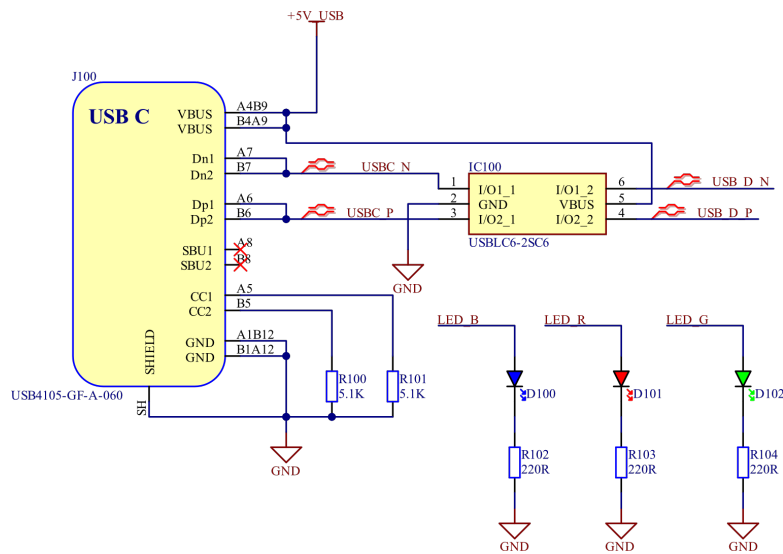 +5V_USB
J100
USB C
VBUS A4B9
VBUS B4A9
Dn1 A7
Dn2 B7
USBC_N
Dp1 A6
Dp2 B6
USBC_P
SBU1 A8
SBU2 B8
CC1 A5
CC2 B5
GND A1B12
GND B1A12
SHIELD
SH
USB4105-GF-A-060
R100
5.1K
R101
5.1K
GND
IC100
1 I/O1_1 I/O1_2 6
2 GND VBUS 5
3 I/O2_1 I/O2_2 4
USBLC6-2SC6
USB_D_N
USB_D_P
GND
LED_B LED_R LED_G
D100 D101 D102
R102 R103 R104
220R 220R 220R
GND GND GND